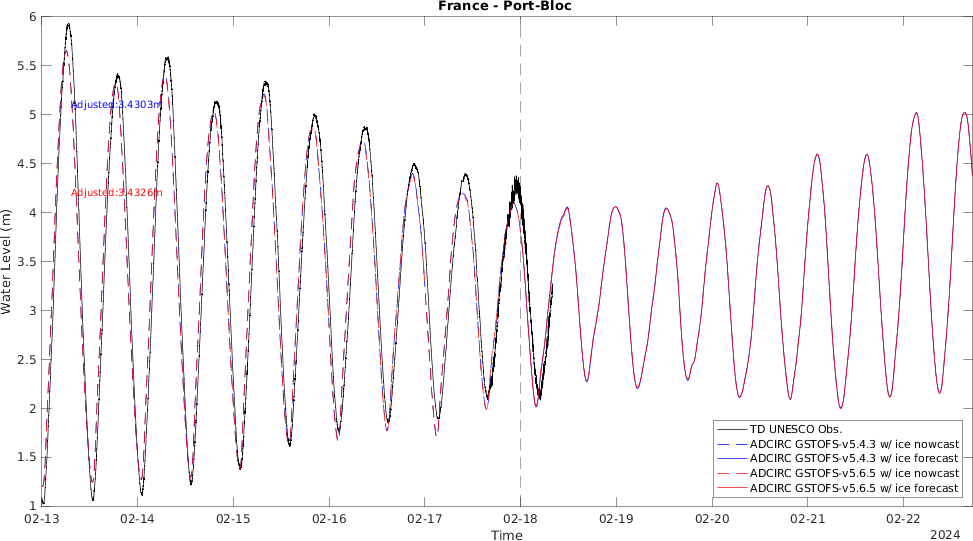 France - Port-Bloc
6
5.5
5
4.5
4
3.5
3
2.5
2
1.5
1
Water Level (m)
Adjusted:3.4303m
Adjusted:3.4326m
TD UNESCO Obs.
ADCIRC GSTOFS-v5.4.3 w/ ice nowcast
ADCIRC GSTOFS-v5.4.3 w/ ice forecast
ADCIRC GSTOFS-v5.6.5 w/ ice nowcast
ADCIRC GSTOFS-v5.6.5 w/ ice forecast
02-13 02-14 02-15 02-16 02-17 02-18 02-19 02-20 02-21 02-22
Time
2024